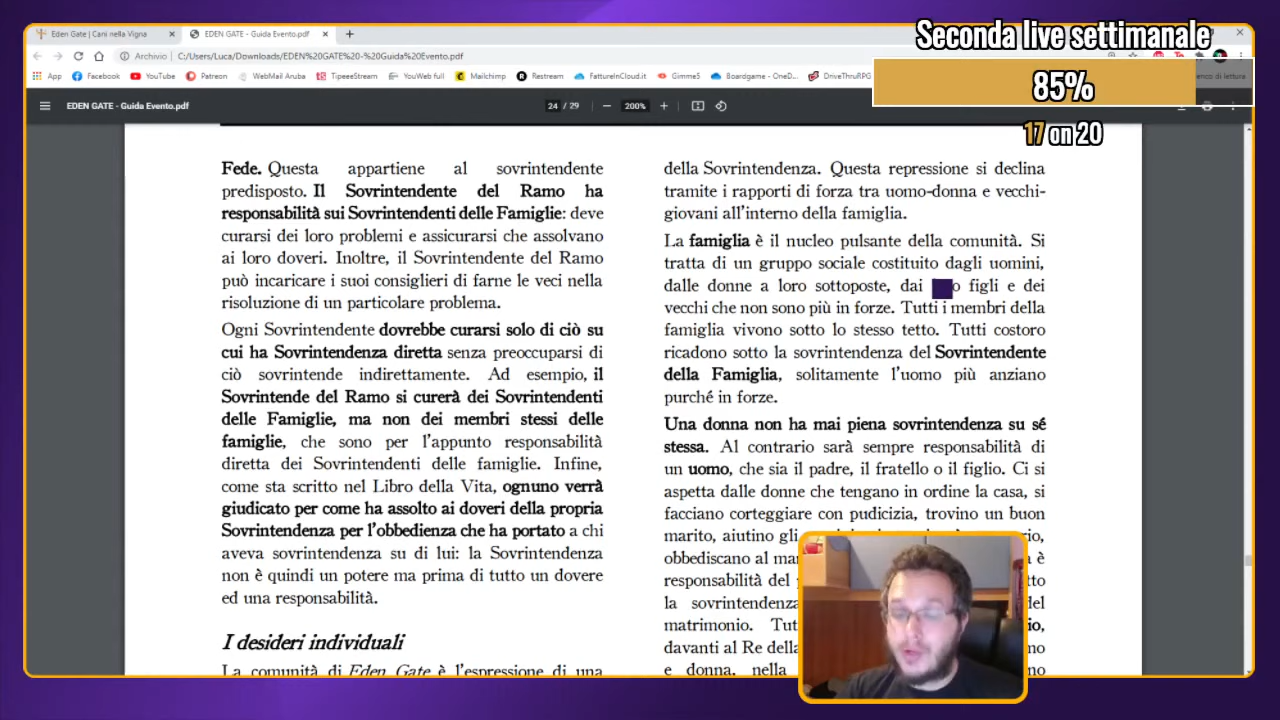 Seconda live settimanale
85%
17 on 20
Eden Gate | Cani nella Vigna
EDEN GATE - Guida Evento.pdf
Archivio C:/Users/Luca/Downloads/EDEN%20GATE%20-%20Guida%20Evento.pdf
App Facebook YouTube Patreon WebMail Aruba TipeeeStream YouWeb full Mailchimp Restream FattureInCloud.it Gimme5 Boardgame - OneD... DriveThruRPG
EDEN GATE - Guida Evento.pdf 24 / 29 200%
Fede. Questa appartiene al sovrintendente
predisposto. Il Sovrintendente del Ramo ha
responsabilità sui Sovrintendenti delle Famiglie: deve
curarsi dei loro problemi e assicurarsi che assolvano
ai loro doveri. Inoltre, il Sovrintendente del Ramo
può incaricare i suoi consiglieri di farne le veci nella
risoluzione di un particolare problema.
Ogni Sovrintendente dovrebbe curarsi solo di ciò su
cui ha Sovrintendenza diretta senza preoccuparsi di
ciò sovrintende indirettamente. Ad esempio, il
Sovrintende del Ramo si curerà dei Sovrintendenti
delle Famiglie, ma non dei membri stessi delle
famiglie, che sono per l'appunto responsabilità
diretta dei Sovrintendenti delle famiglie. Infine,
come sta scritto nel Libro della Vita, ognuno verrà
giudicato per come ha assolto ai doveri della propria
Sovrintendenza per l'obbedienza che ha portato a chi
aveva sovrintendenza su di lui: la Sovrintendenza
non è quindi un potere ma prima di tutto un dovere
ed una responsabilità.
I desideri individuali
La comunità di Eden Gate è l'espressione di una
della Sovrintendenza. Questa repressione si declina
tramite i rapporti di forza tra uomo-donna e vecchi-
giovani all'interno della famiglia.
La famiglia è il nucleo pulsante della comunità. Si
tratta di un gruppo sociale costituito dagli uomini,
dalle donne a loro sottoposte, dai figli e dei
vecchi che non sono più in forze. Tutti i membri della
famiglia vivono sotto lo stesso tetto. Tutti costoro
ricadono sotto la sovrintendenza del Sovrintendente
della Famiglia, solitamente l'uomo più anziano
purché in forze.
Una donna non ha mai piena sovrintendenza su sé
stessa. Al contrario sarà sempre responsabilità di
un uomo, che sia il padre, il fratello o il figlio. Ci si
aspetta dalle donne che tengano in ordine la casa, si
facciano corteggiare con pudicizia, trovino un buon
marito, aiutino gli
obbediscano al è
responsabilità del
la sovrintendenza del
matrimonio.
davanti al Re della
e donna, nella